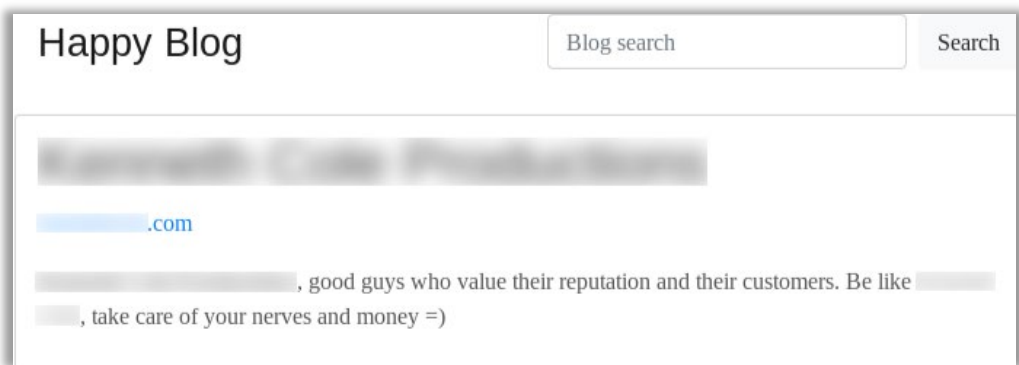 Happy Blog
Blog search
Search
.com
, good guys who value their reputation and their customers. Be like
, take care of your nerves and money =)